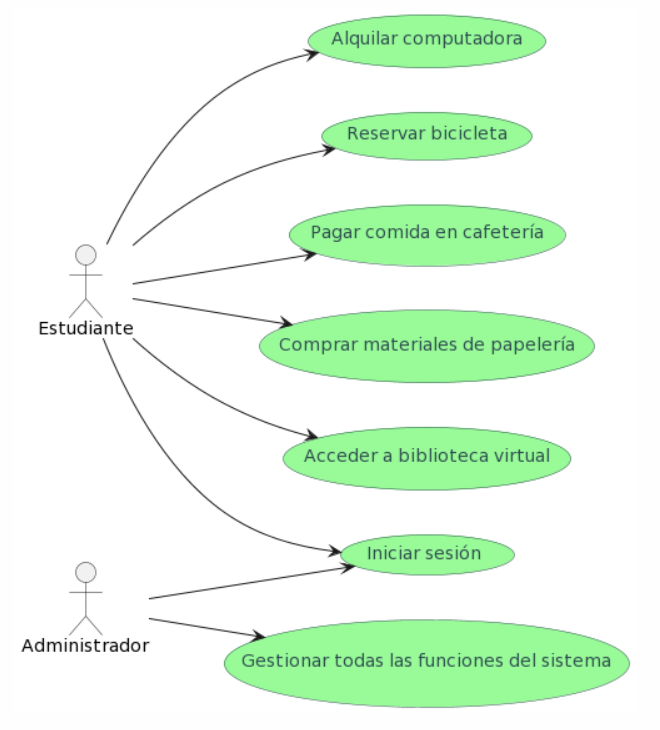 Alquilar computadora
Reservar bicicleta
Pagar comida en cafetería
Estudiante
Comprar materiales de papelería
Acceder a biblioteca virtual
Iniciar sesión
Administrador
Gestionar todas las funciones del sistema